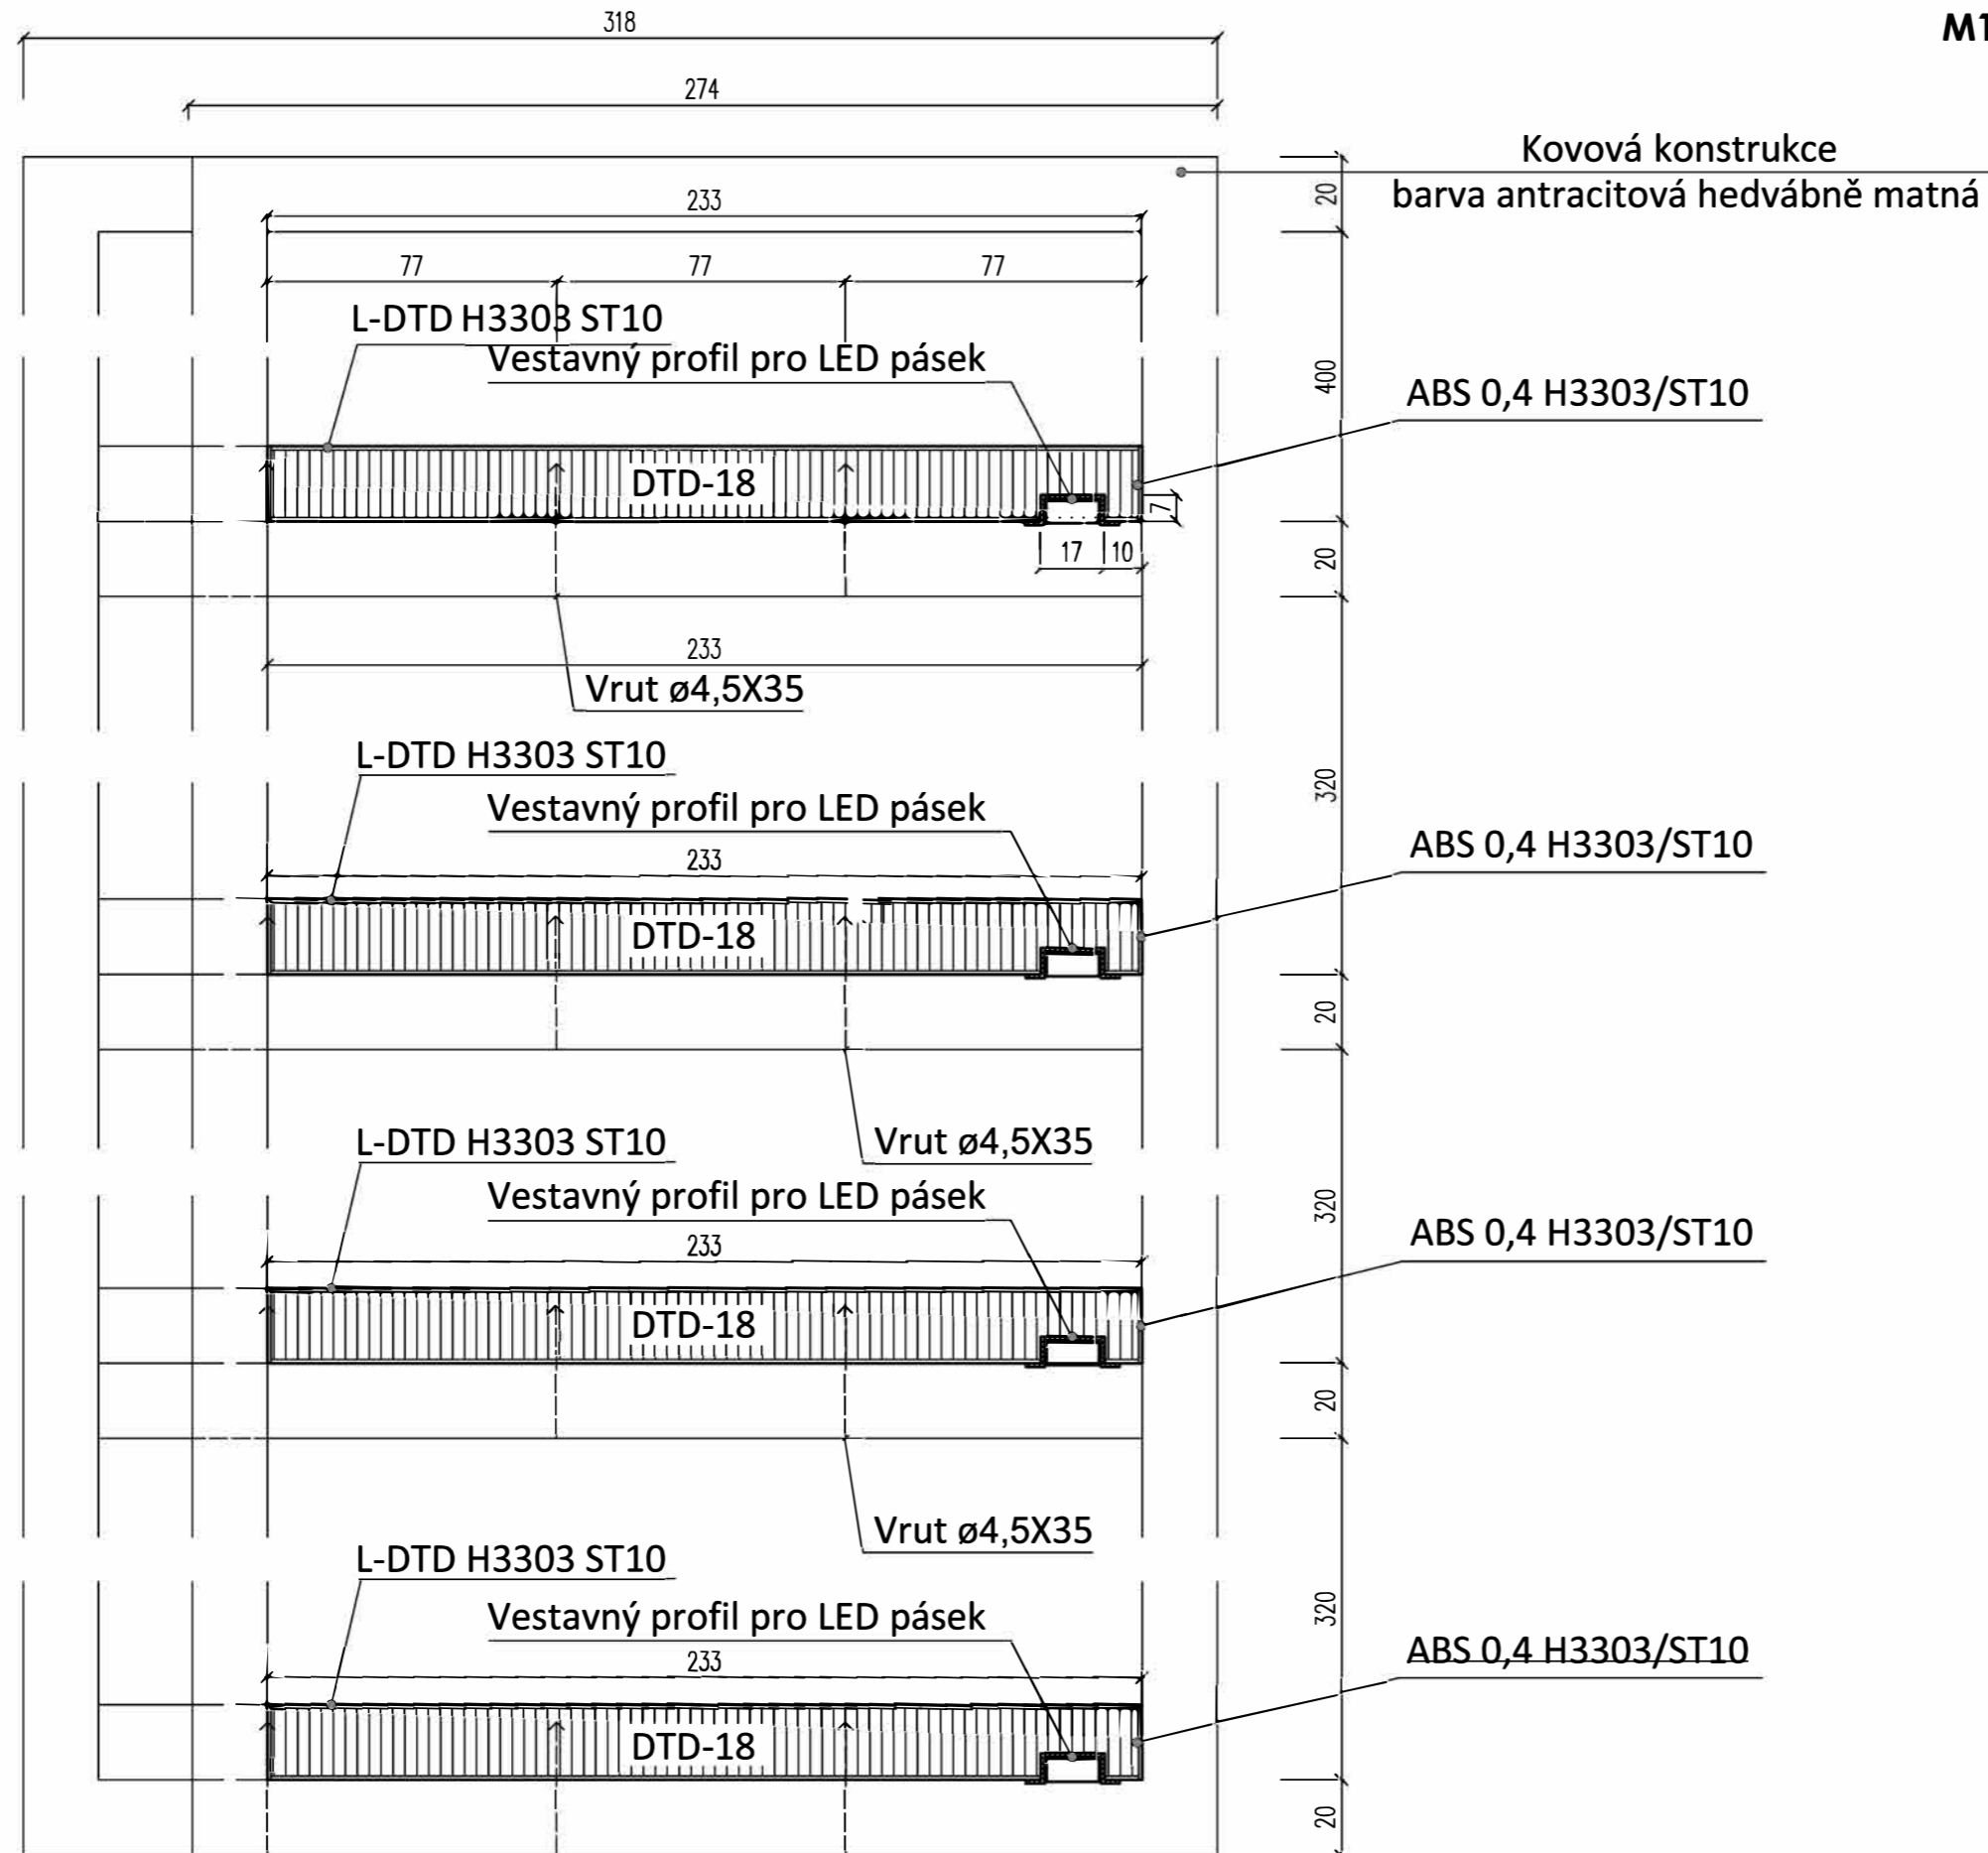 318
M1
274
Kovová konstrukce
barva antracitová hedvábně matná
20
233
77 77 77
L-DTD H3303 ST10
Vestavný profil pro LED pásek
400
ABS 0,4 H3303/ST10
DTD-18
7
17 10
20
233
Vrut ø4,5X35
L-DTD H3303 ST10
320
Vestavný profil pro LED pásek
ABS 0,4 H3303/ST10
233
DTD-18
20
L-DTD H3303 ST10
Vrut ø4,5X35
Vestavný profil pro LED pásek
320
ABS 0,4 H3303/ST10
233
DTD-18
20
Vrut ø4,5X35
L-DTD H3303 ST10
Vestavný profil pro LED pásek
320
ABS 0,4 H3303/ST10
233
DTD-18
20